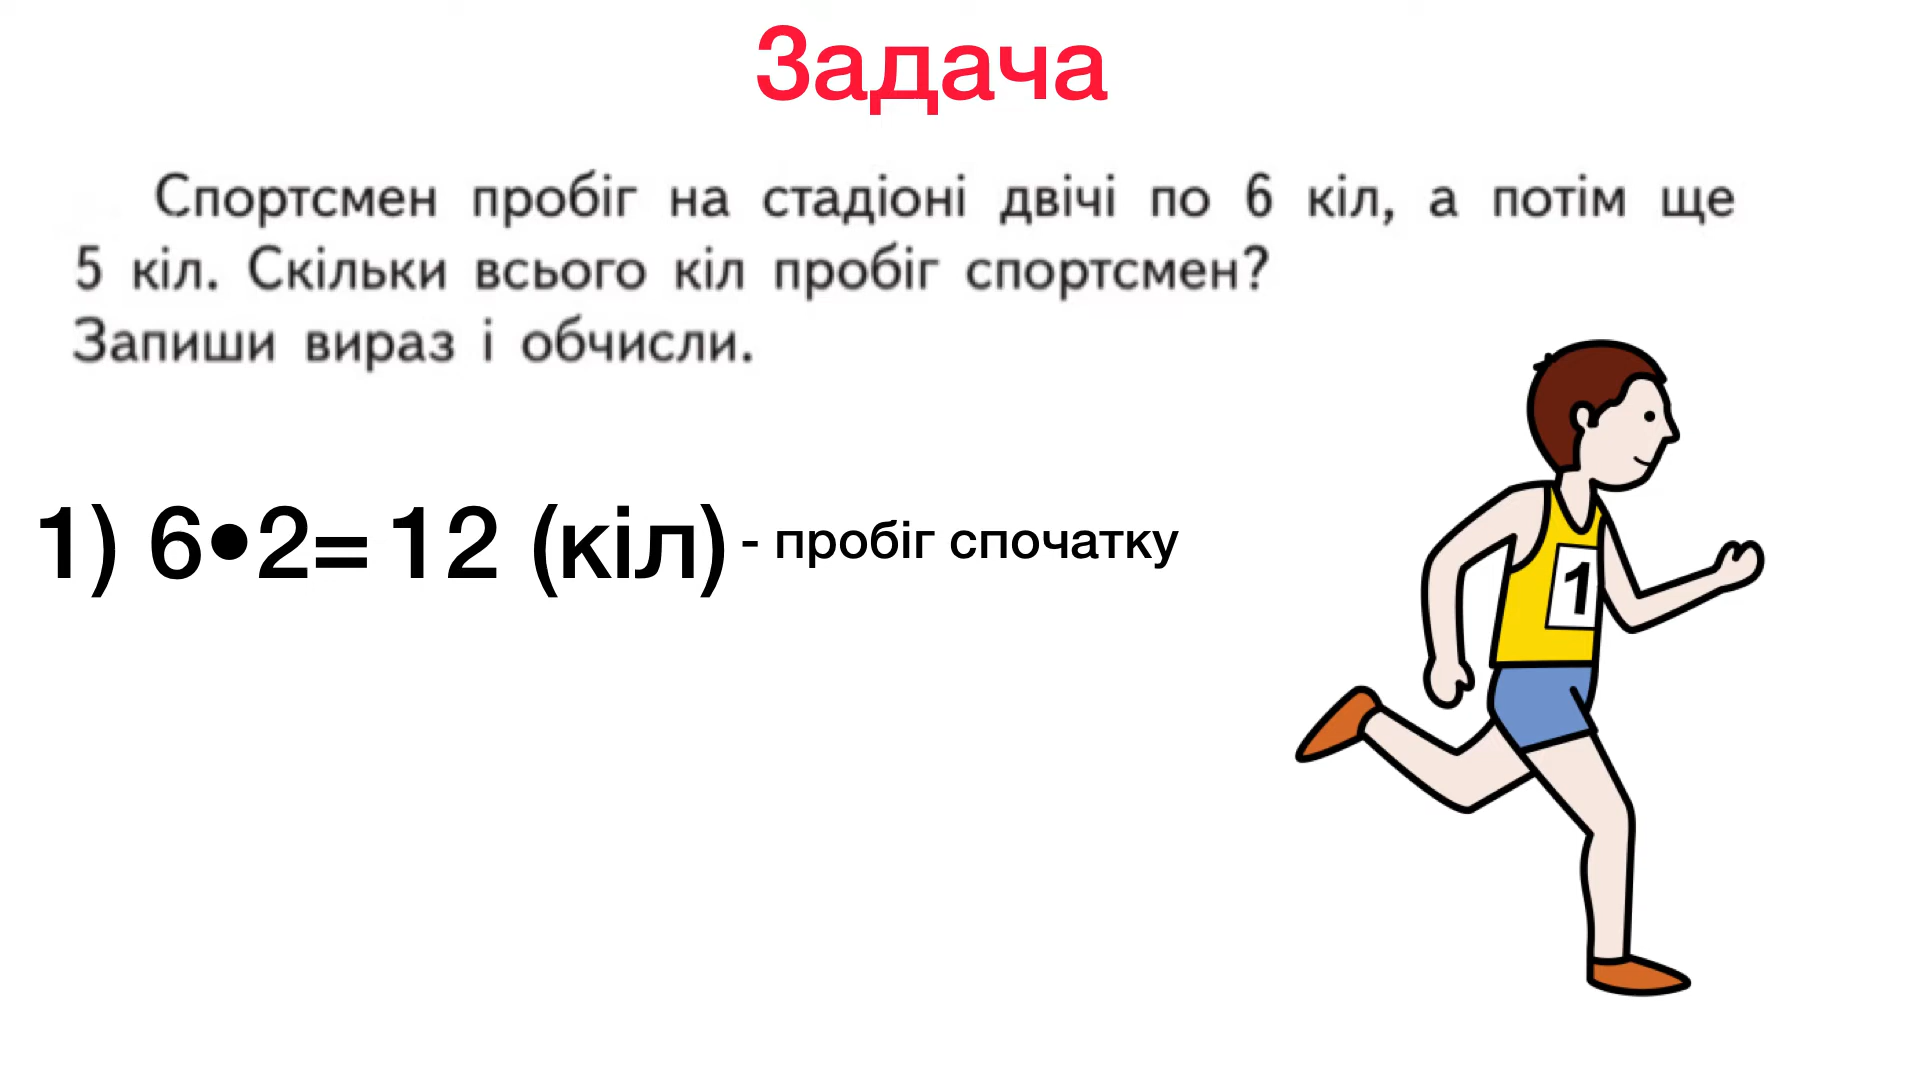 Задача
Спортсмен пробіг на стадіоні двічі по 6 кіл, а потім ще
5 кіл. Скільки всього кіл пробіг спортсмен?
Запиши вираз і обчисли.
1) 6•2= 12 (кіл) - пробіг спочатку
1